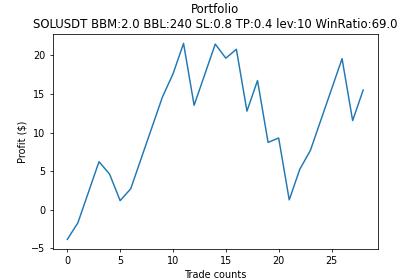 Portfolio
SOLUSDT BBM:2.0 BBL:240 SL:0.8 TP:0.4 lev:10 WinRatio:69.0
20
15
10
5
0
−5
Profit ($)
0 5 10 15 20 25
Trade counts